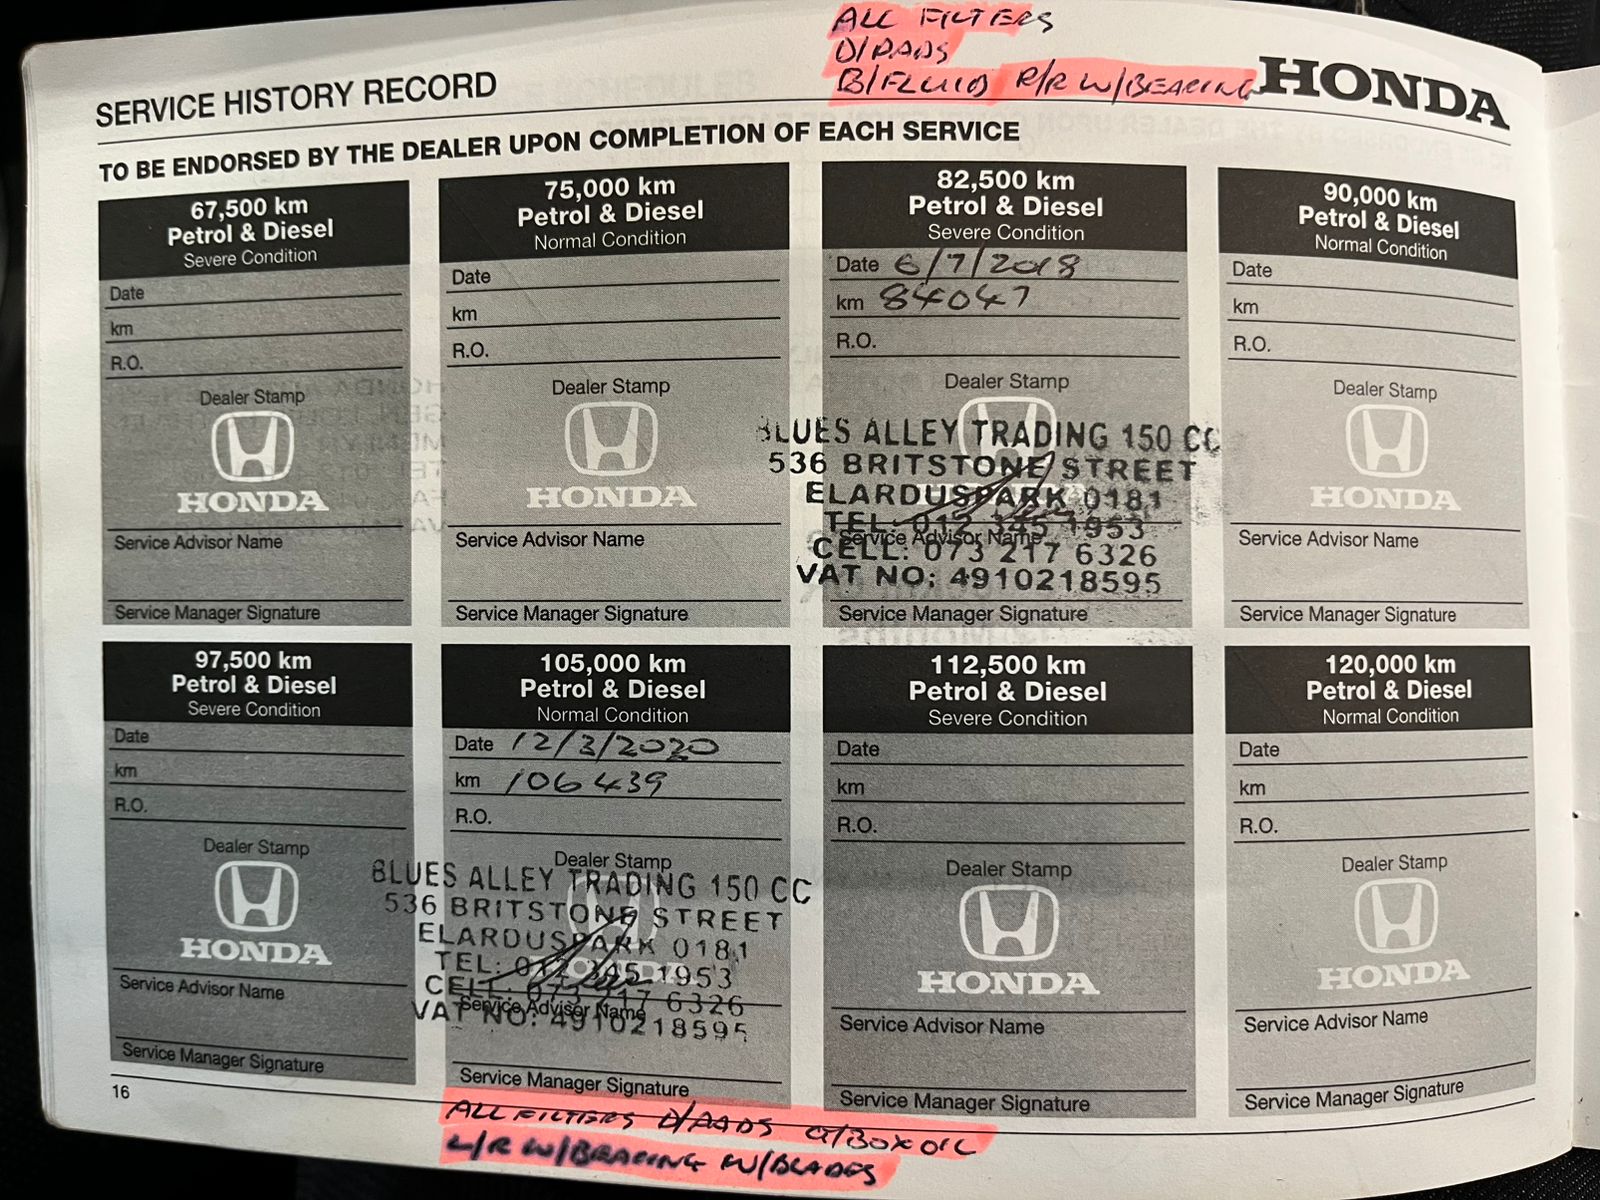 ALL FILTERS
D/PADS
B/FLUID R/R W/BEARING
HONDA
SERVICE HISTORY RECORD
TO BE ENDORSED BY THE DEALER UPON COMPLETION OF EACH SERVICE
67,500 km
Petrol & Diesel
Severe Condition
Date
km
R.O.
Dealer Stamp
HONDA
Service Advisor Name
Service Manager Signature
75,000 km
Petrol & Diesel
Normal Condition
Date
km
R.O.
Dealer Stamp
HONDA
Service Advisor Name
Service Manager Signature
82,500 km
Petrol & Diesel
Severe Condition
Date 6/7/2018
km 84047
R.O.
Dealer Stamp
BLUES ALLEY TRADING 150 CC
536 BRITSTONE STREET
ELARDUSPARK 0181
TEL: 012 345 1953
Service Advisor Name
CELL: 073 217 6326
VAT NO: 4910218595
Service Manager Signature
90,000 km
Petrol & Diesel
Normal Condition
Date
km
R.O.
Dealer Stamp
HONDA
Service Advisor Name
Service Manager Signature
97,500 km
Petrol & Diesel
Severe Condition
Date
km
R.O.
Dealer Stamp
HONDA
Service Advisor Name
Service Manager Signature
105,000 km
Petrol & Diesel
Normal Condition
Date 12/3/2020
km 106439
R.O.
Dealer Stamp
BLUES ALLEY TRADING 150 CC
536 BRITSTONE STREET
ELARDUSPARK 0181
TEL: 012 345 1953
CELL: 073 217 6326
Service Advisor Name
VAT NO: 4910218595
Service Manager Signature
112,500 km
Petrol & Diesel
Severe Condition
Date
km
R.O.
Dealer Stamp
HONDA
Service Advisor Name
Service Manager Signature
120,000 km
Petrol & Diesel
Normal Condition
Date
km
R.O.
Dealer Stamp
HONDA
Service Advisor Name
Service Manager Signature
16
ALL FILTERS D/PADS G/BOX OIL
L/R W/BEARING W/BLADES